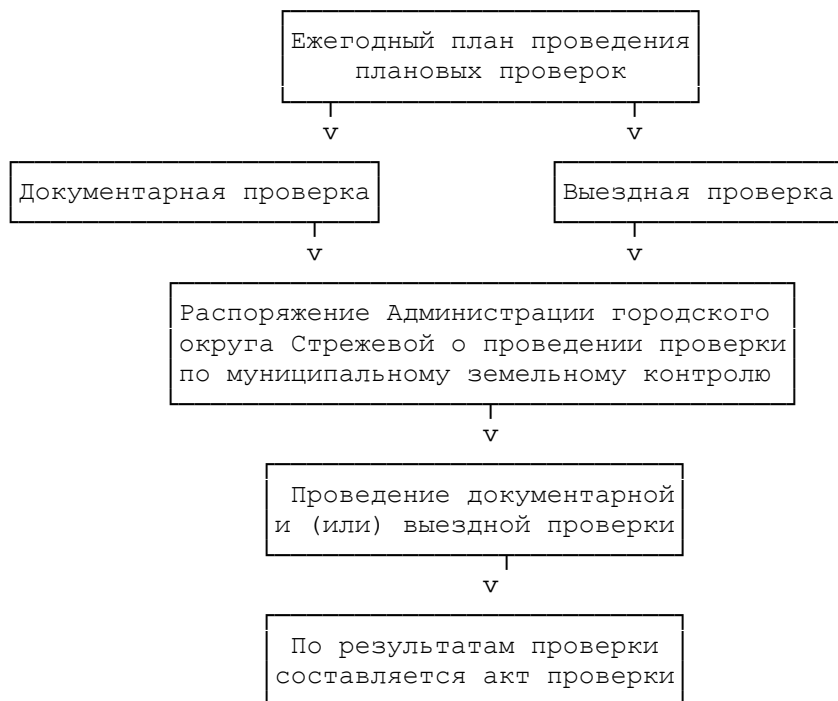 Ежегодный план проведения
плановых проверок
v v
Документарная проверка Выездная проверка
v v
Распоряжение Администрации городского
округа Стрежевой о проведении проверки
по муниципальному земельному контролю
v
Проведение документарной
и (или) выездной проверки
v
По результатам проверки
составляется акт проверки